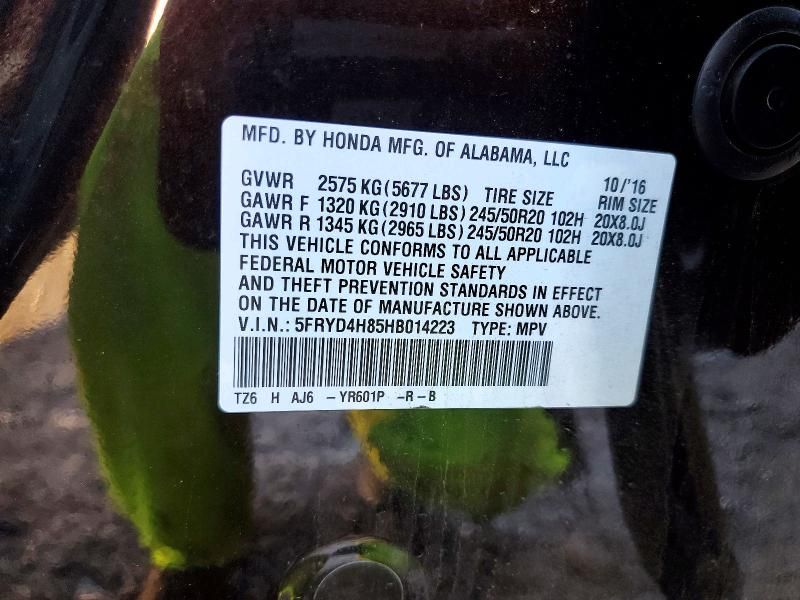 MFD. BY HONDA MFG. OF ALABAMA, LLC
10/'16
GVWR 2575 KG(5677 LBS) TIRE SIZE RIM SIZE
GAWR F 1320 KG(2910 LBS) 245/50R20 102H 20X8.0J
GAWR R 1345 KG(2965 LBS) 245/50R20 102H 20X8.0J
THIS VEHICLE CONFORMS TO ALL APPLICABLE
FEDERAL MOTOR VEHICLE SAFETY
AND THEFT PREVENTION STANDARDS IN EFFECT
ON THE DATE OF MANUFACTURE SHOWN ABOVE.
V.I.N.: 5FRYD4H85HB014223 TYPE: MPV
TZ6 H AJ6 -YR601P -R-B